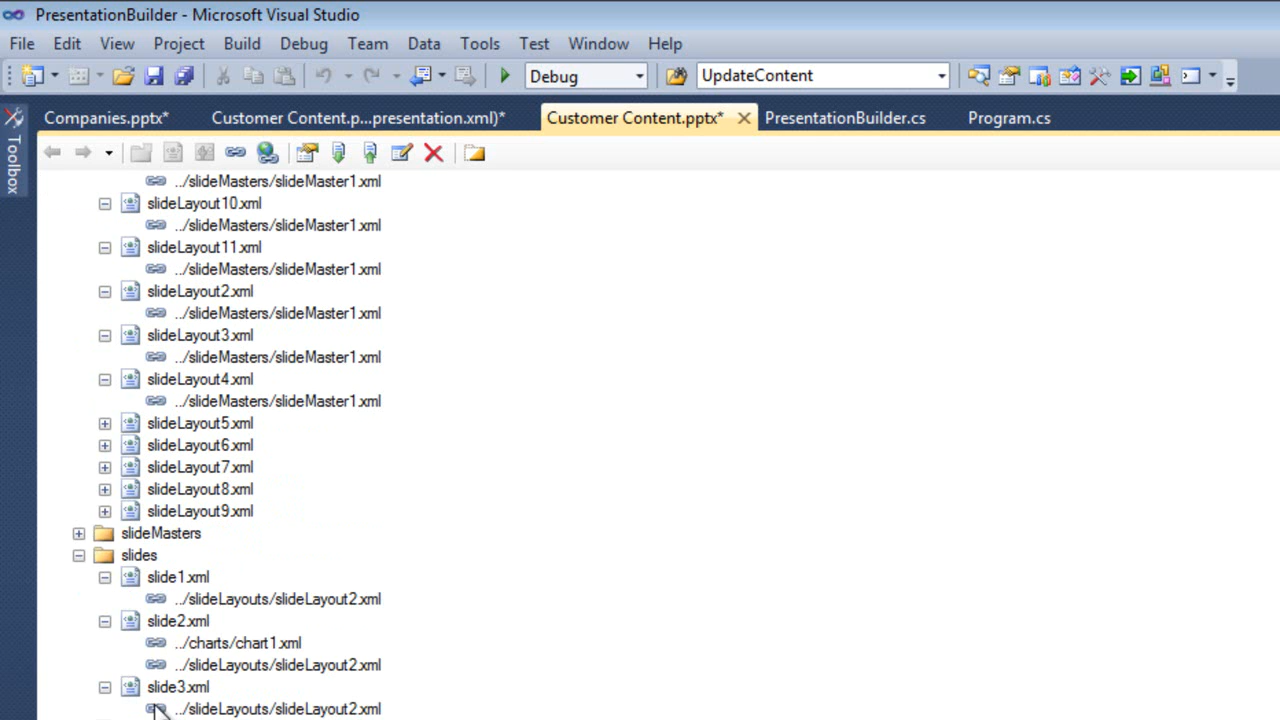 PresentationBuilder - Microsoft Visual Studio
File Edit View Project Build Debug Team Data Tools Test Window Help
Debug UpdateContent
Companies.pptx* Customer Content.p...presentation.xml)* Customer Content.pptx* PresentationBuilder.cs Program.cs
Toolbox
../slideMasters/slideMaster1.xml
slideLayout10.xml
../slideMasters/slideMaster1.xml
slideLayout11.xml
../slideMasters/slideMaster1.xml
slideLayout2.xml
../slideMasters/slideMaster1.xml
slideLayout3.xml
../slideMasters/slideMaster1.xml
slideLayout4.xml
../slideMasters/slideMaster1.xml
slideLayout5.xml
slideLayout6.xml
slideLayout7.xml
slideLayout8.xml
slideLayout9.xml
slideMasters
slides
slide1.xml
../slideLayouts/slideLayout2.xml
slide2.xml
../charts/chart1.xml
../slideLayouts/slideLayout2.xml
slide3.xml
../slideLayouts/slideLayout2.xml